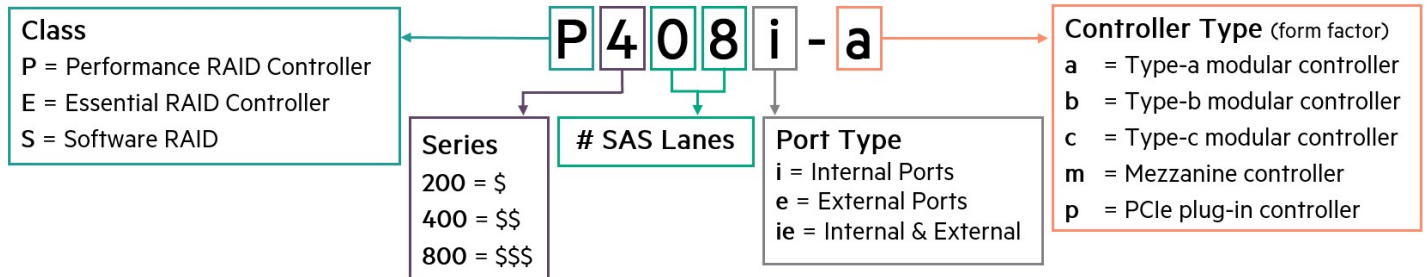 P408i-a
Class
P = Performance RAID Controller
E = Essential RAID Controller
S = Software RAID
Series
200 = $
400 = $$
800 = $$$
# SAS Lanes
Port Type
i = Internal Ports
e = External Ports
ie = Internal & External
Controller Type (form factor)
a = Type-a modular controller
b = Type-b modular controller
c = Type-c modular controller
m = Mezzanine controller
p = PCIe plug-in controller